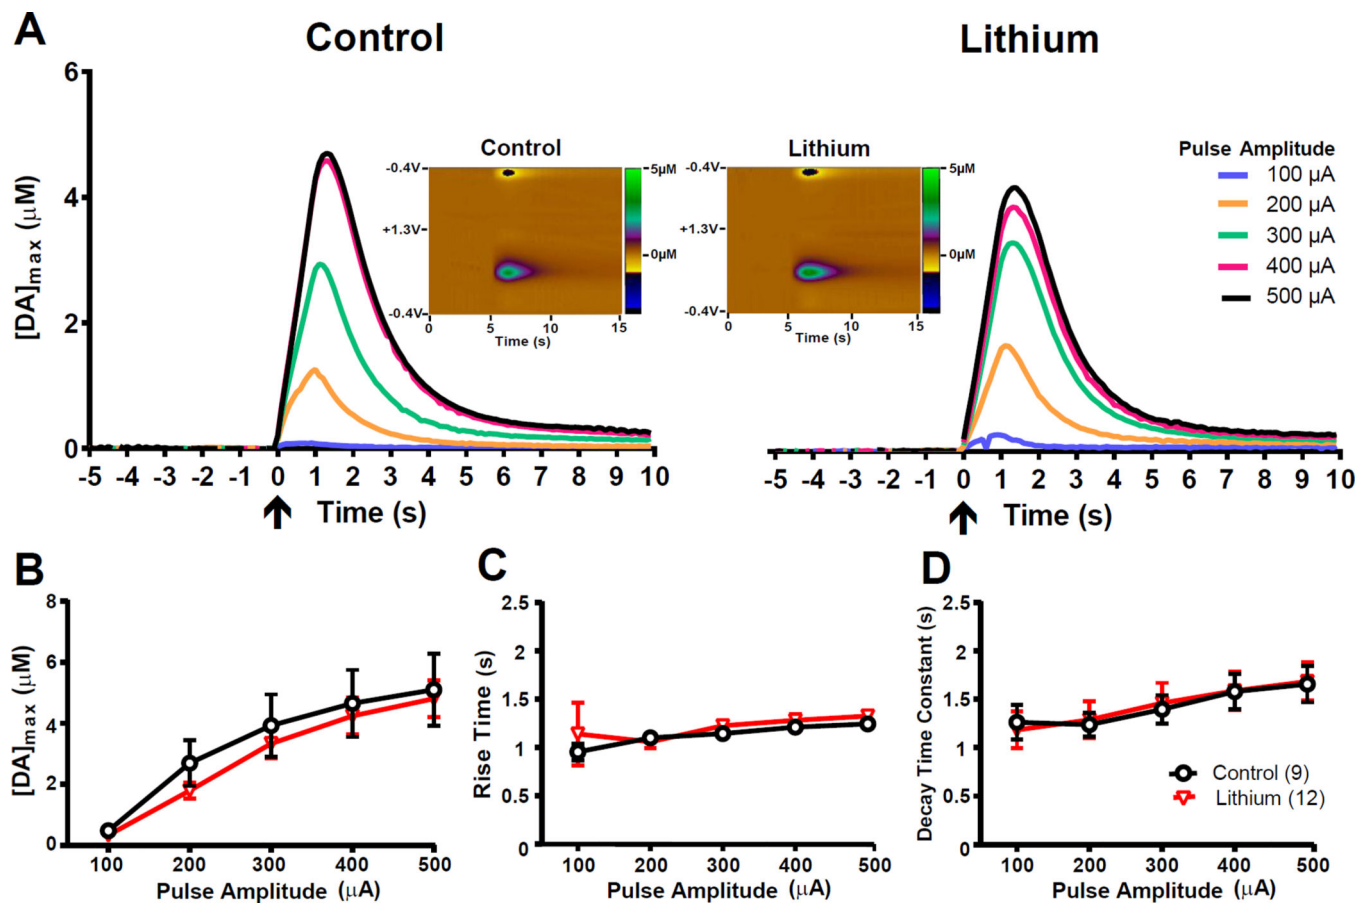 A
Control
Lithium
6
4
2
0
[DA]max (μM)
Control
-0.4V
+1.3V
-0.4V
5μM
0μM
0 5 10 15
Time (s)
Lithium
-0.4V
+1.3V
-0.4V
5μM
0μM
0 5 10 15
Time (s)
Pulse Amplitude
100 μA
200 μA
300 μA
400 μA
500 μA
-5 -4 -3 -2 -1 0 1 2 3 4 5 6 7 8 9 10
Time (s)
-5 -4 -3 -2 -1 0 1 2 3 4 5 6 7 8 9 10
Time (s)
B
8
6
4
2
0
[DA]max (μM)
100 200 300 400 500
Pulse Amplitude (μA)
C
2.5
2
1.5
1
0.5
0
Rise Time (s)
100 200 300 400 500
Pulse Amplitude (μA)
D
2.5
2
1.5
1
0.5
0
Decay Time Constant (s)
Control (9)
Lithium (12)
100 200 300 400 500
Pulse Amplitude (μA)